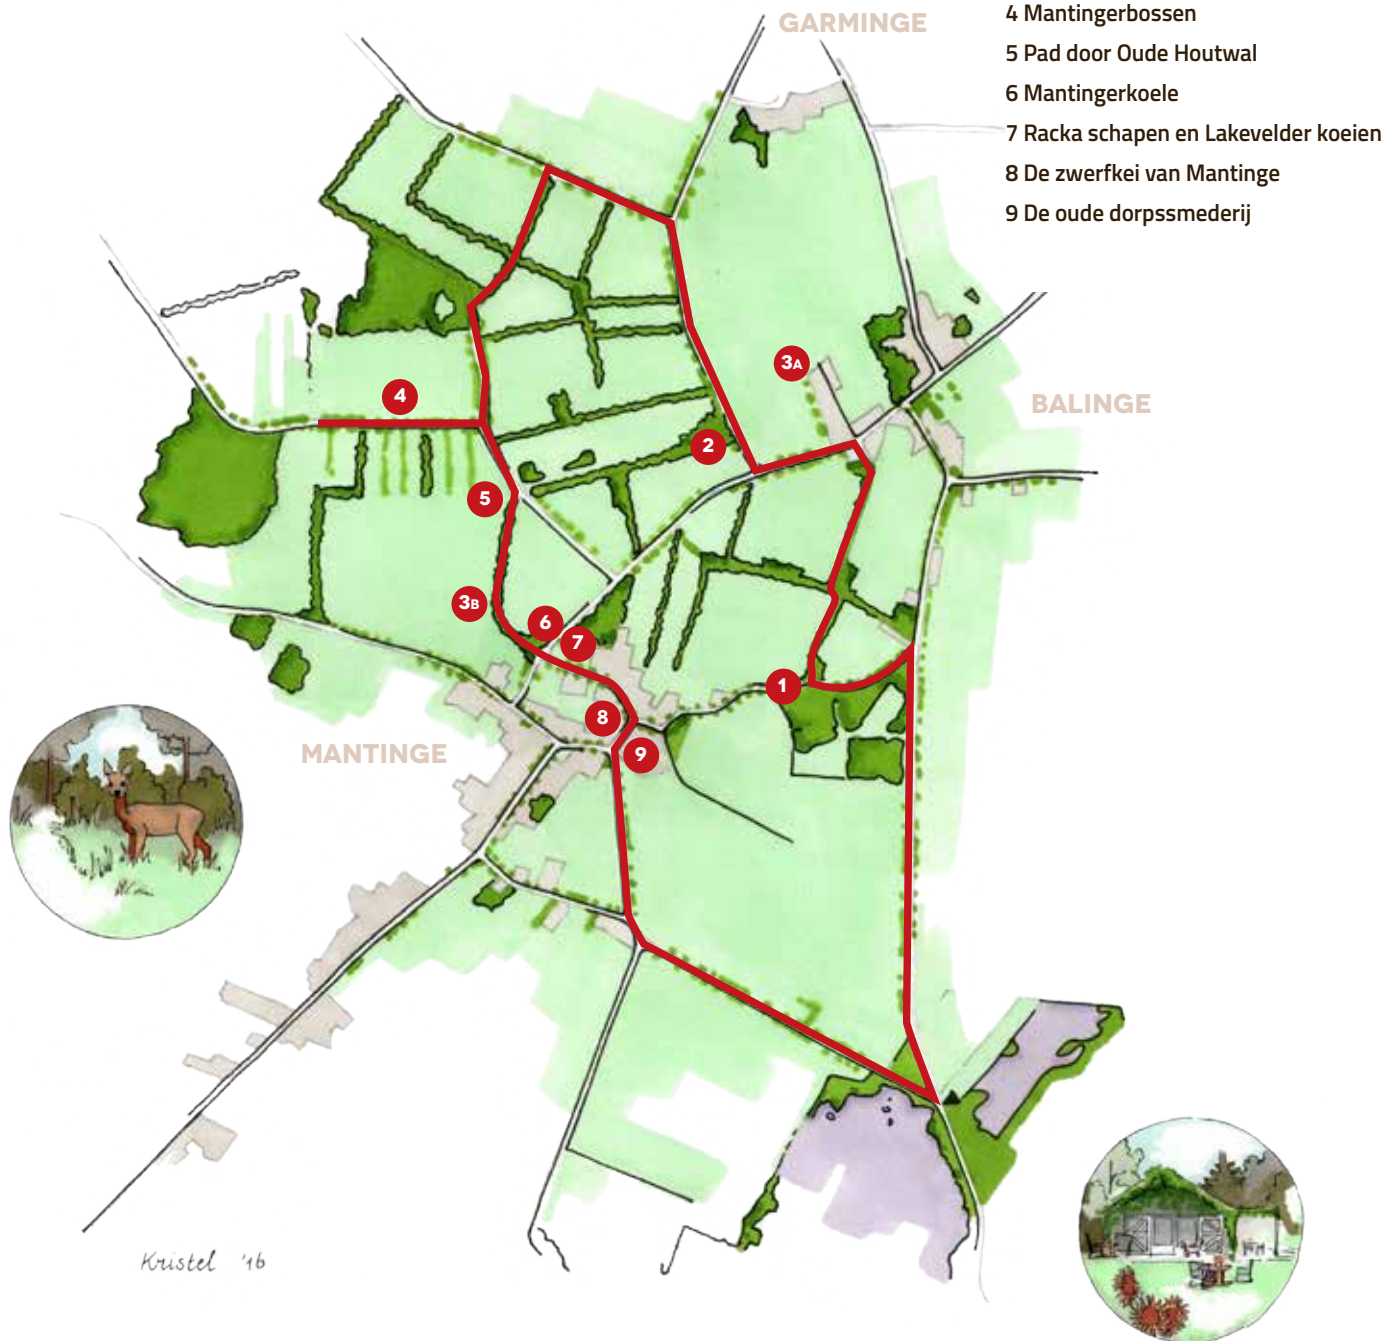 GARMINGE
4 Mantingerbossen
5 Pad door Oude Houtwal
6 Mantingerkoele
7 Racka schapen en Lakevelder koeien
8 De zwerfkei van Mantinge
9 De oude dorpssmederij
3A
4
BALINGE
2
5
3B
6
7
1
8
MANTINGE
9
Kristel '16